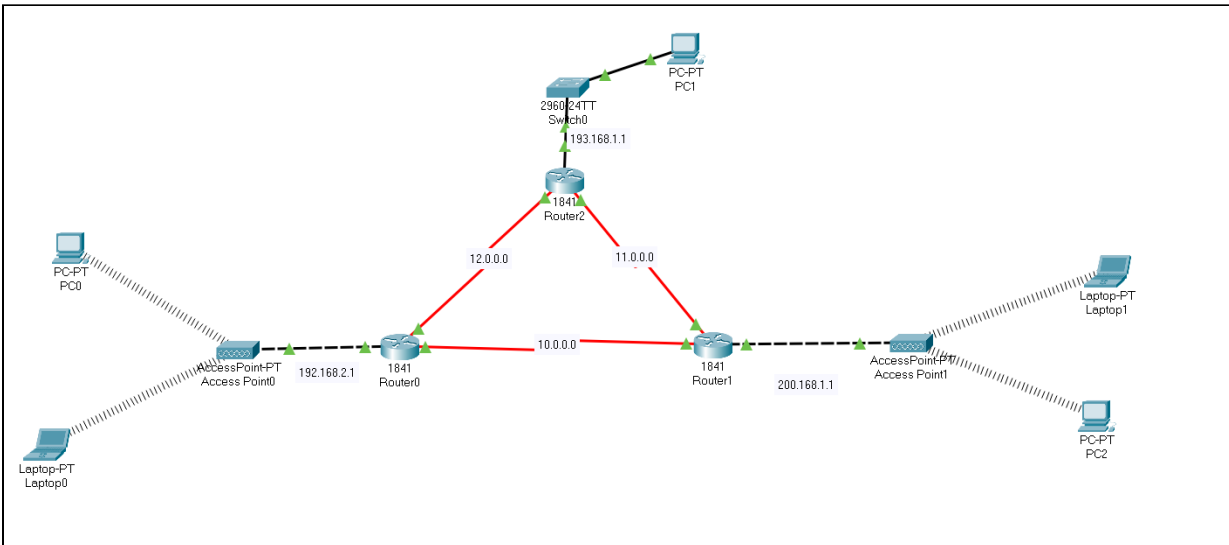 PC-PT
PC1
2960-24TT
Switch0
193.168.1.1
1841
Router2
12.0.0.0
11.0.0.0
PC-PT
PC0
Laptop-PT
Laptop1
10.0.0.0
AccessPoint-PT
Access Point0
192.168.2.1
1841
Router0
1841
Router1
200.168.1.1
AccessPoint-PT
Access Point1
PC-PT
PC2
Laptop-PT
Laptop0